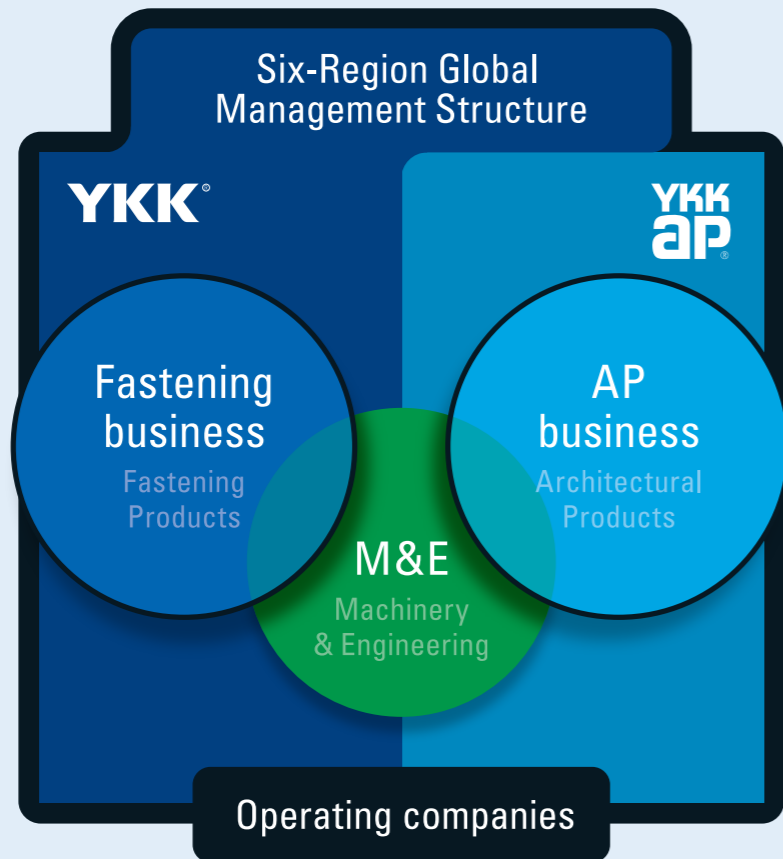 Six-Region Global
Management Structure
YKK®
YKK
ap®
Fastening
business
Fastening
Products
AP
business
Architectural
Products
M&E
Machinery
& Engineering
Operating companies